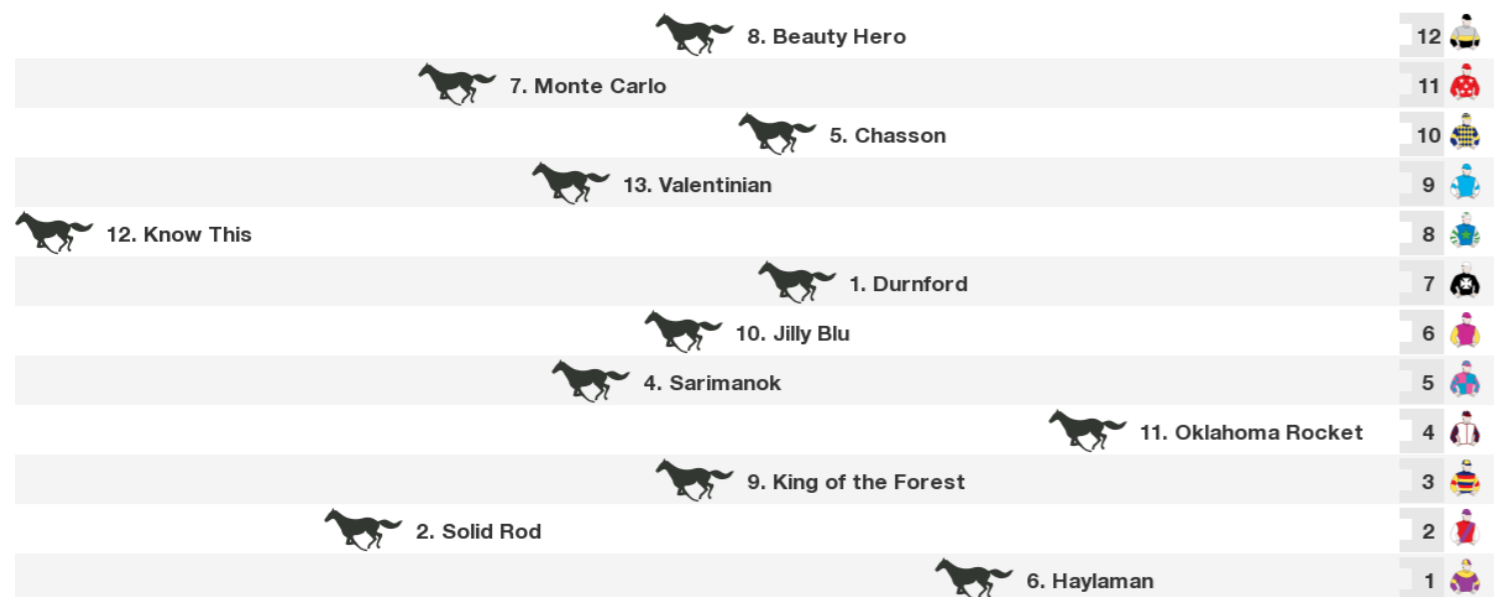 8. Beauty Hero 12
7. Monte Carlo 11
5. Chasson 10
13. Valentinian 9
12. Know This 8
1. Durnford 7
10. Jilly Blu 6
4. Sarimanok 5
11. Oklahoma Rocket 4
9. King of the Forest 3
2. Solid Rod 2
6. Haylaman 1